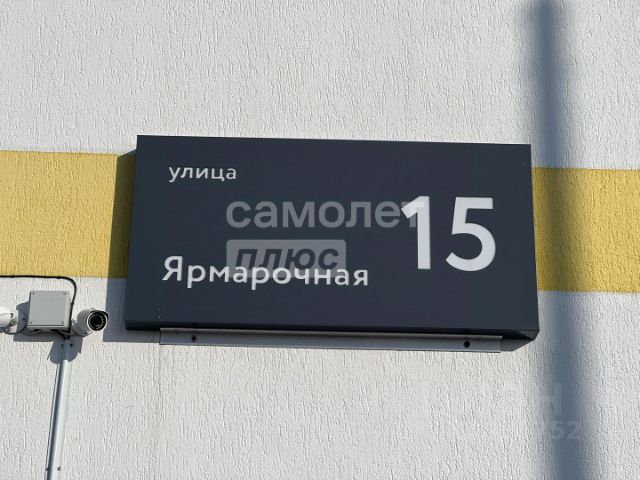 улица
самолет
плюс
15
Ярмарочная